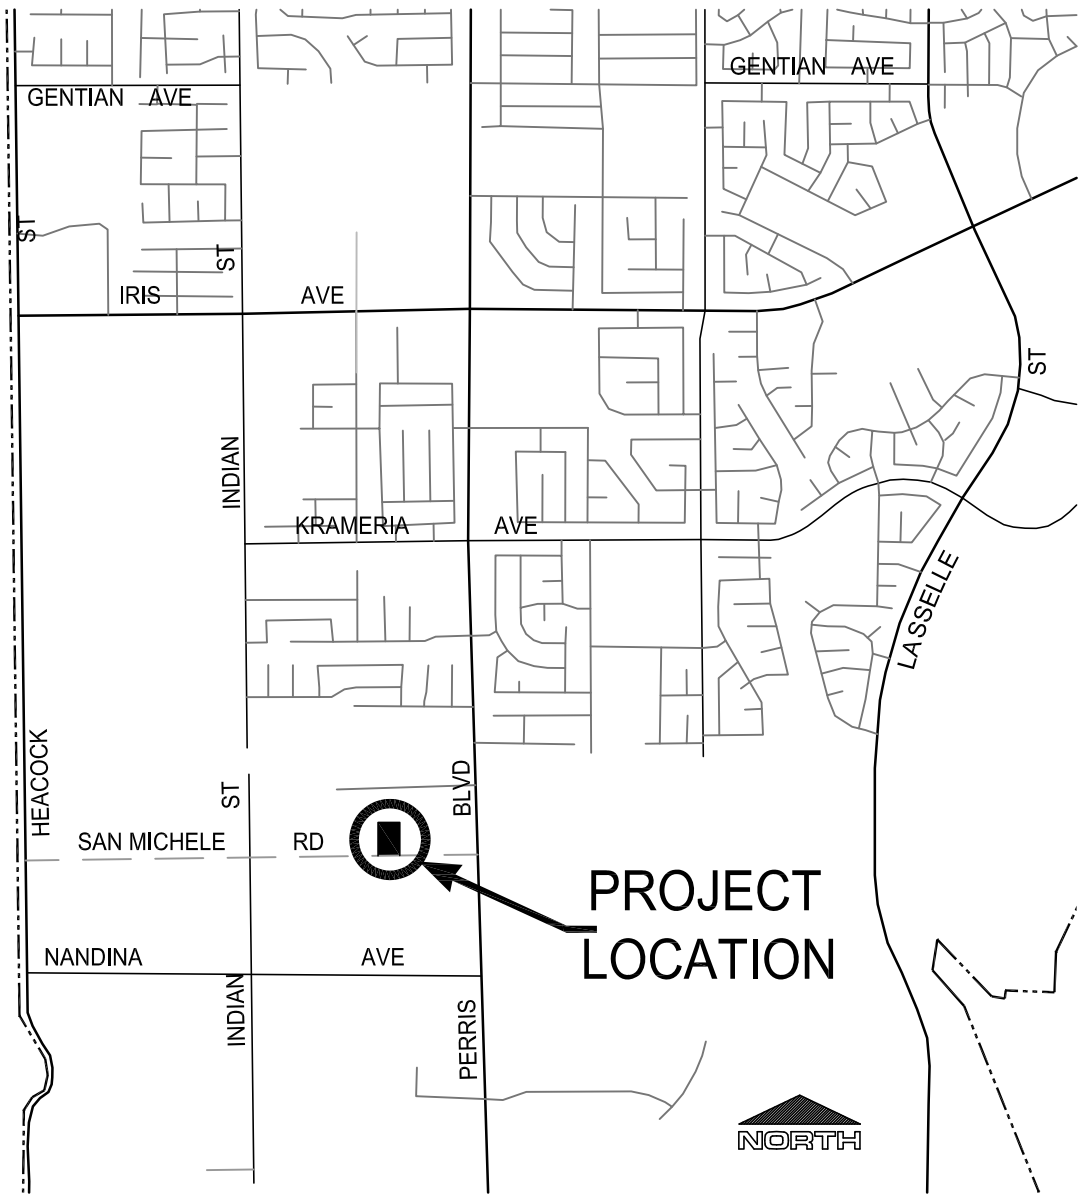 GENTIAN AVE
GENTIAN AVE
ST
ST
IRIS AVE
ST
INDIAN
KRAMERIA AVE
LASSELLE
HEACOCK
ST
BLVD
SAN MICHELE RD
PROJECT
LOCATION
NANDINA AVE
INDIAN
PERRIS
NORTH